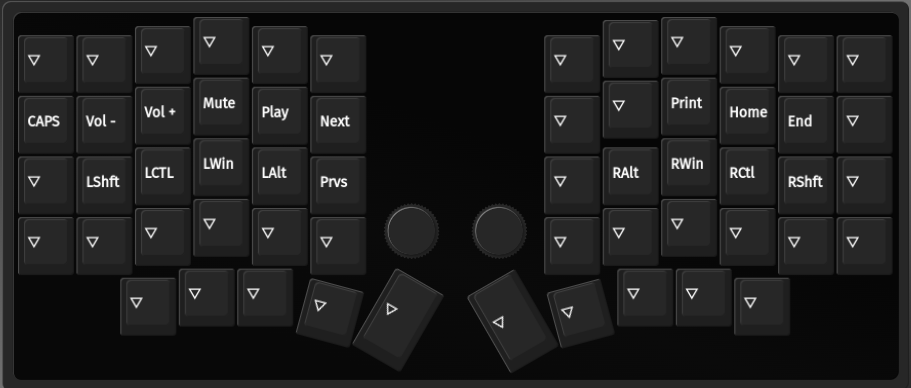 CAPS Vol - Vol + Mute Play Next Print Home End
LShft LCTL LWin LAlt Prvs RAlt RWin RCtl RShft